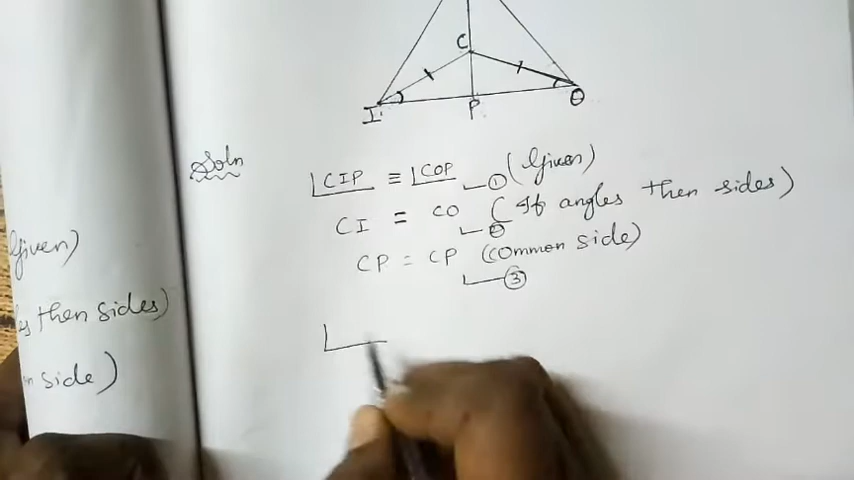 C
I
P
O
Soln
∟CIP ≡ ∟COP ① (Given)
CI = CO ② (If angles then sides)
CP = CP (common side)
③
Given)
es then sides)
n side)